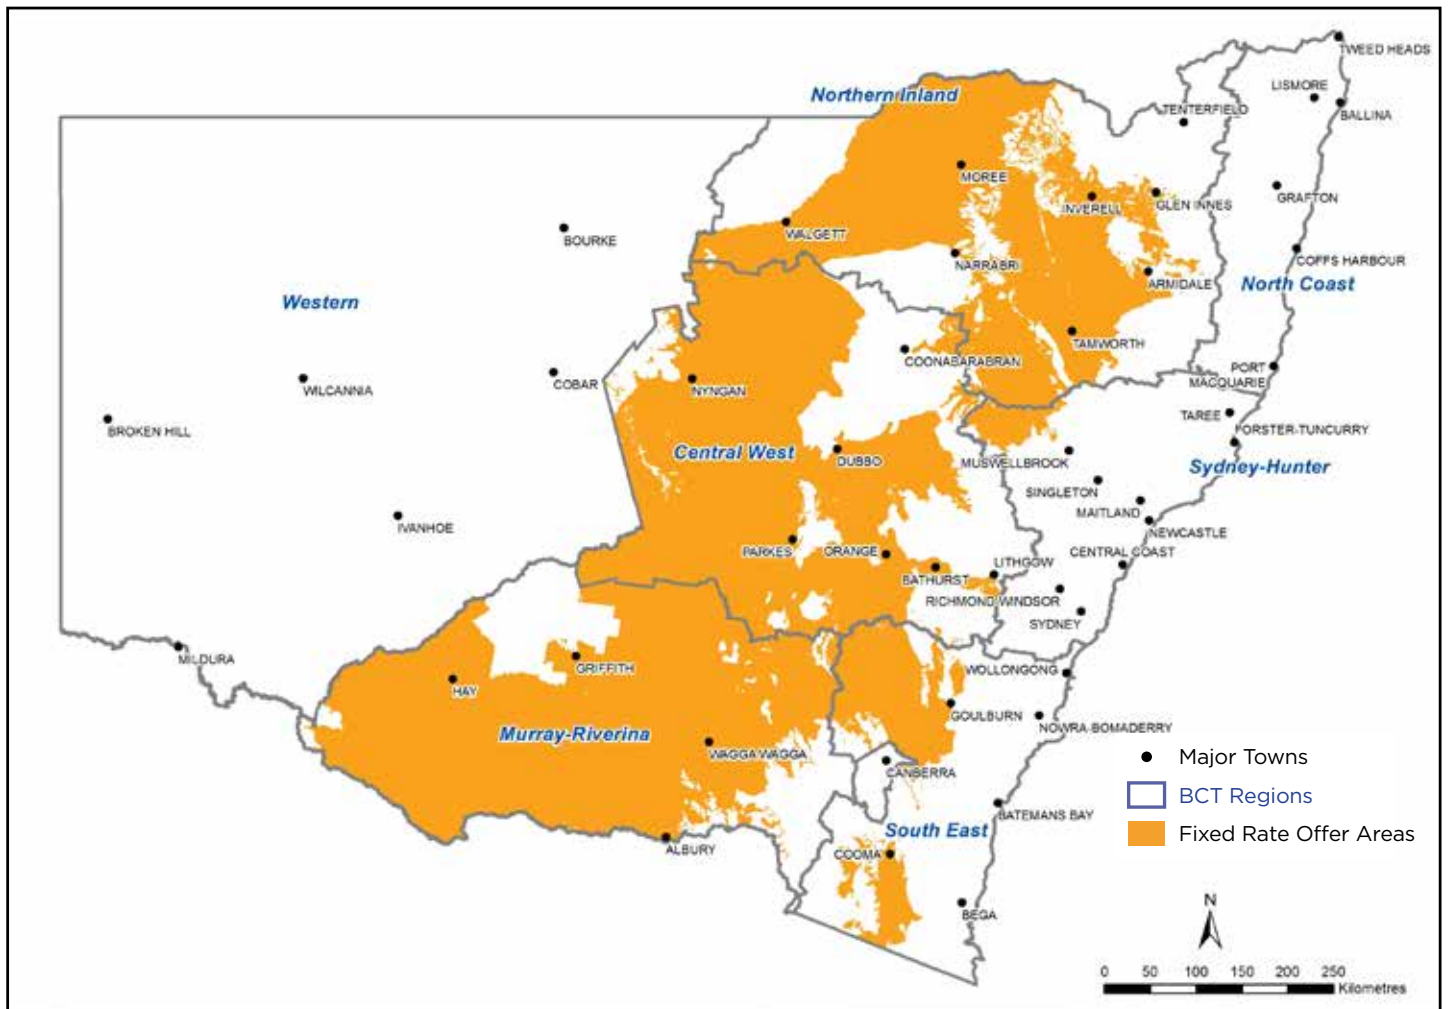 TWEED HEADS
LISMORE
BALLINA
Northern Inland
TENTERFIELD
MOREE
GRAFTON
INVERELL
GLEN INNES
BOURKE
WALGETT
COFFS HARBOUR
NARRABRI
ARMIDALE
North Coast
Western
TAMWORTH
COONABARABRAN
PORT
MACQUARIE
WILCANNIA
COBAR
NYNGAN
TAREE
BROKEN HILL
FORSTER-TUNCURRY
Central West
DUBBO
MUSWELLBROOK
Sydney-Hunter
SINGLETON
MAITLAND
IVANHOE
NEWCASTLE
PARKES
ORANGE
CENTRAL COAST
LITHGOW
BATHURST
RICHMOND-WINDSOR
SYDNEY
MILDURA
GRIFFITH
WOLLONGONG
HAY
GOULBURN
NOWRA-BOMADERRY
Murray-Riverina
WAGGA WAGGA
CANBERRA
BATEMANS BAY
South East
ALBURY
COOMA
BEGA
Major Towns
BCT Regions
Fixed Rate Offer Areas
N
0 50 100 150 200 250
Kilometres